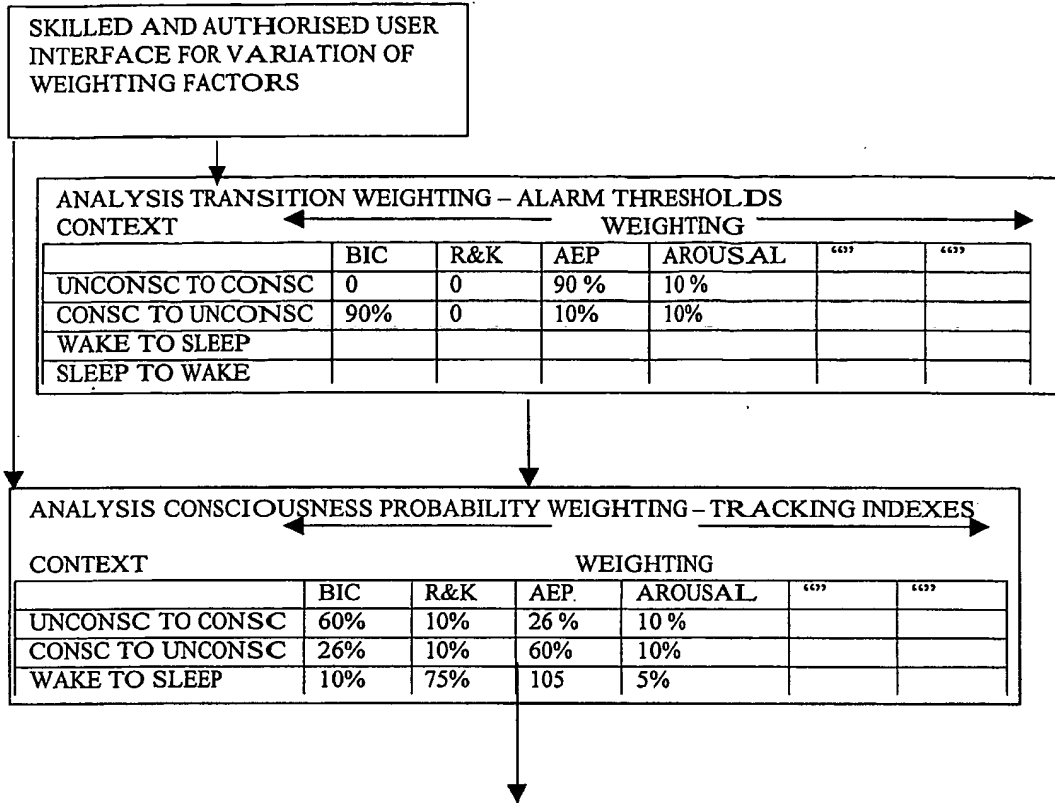 SKILLED AND AUTHORISED USER
INTERFACE FOR VARIATION OF
WEIGHTING FACTORS
ANALYSIS TRANSITION WEIGHTING – ALARM THRESHOLDS
CONTEXT WEIGHTING
BIC R&K AEP AROUSAL “” “”
UNCONSC TO CONSC 0 0 90 % 10 %
CONSC TO UNCONSC 90% 0 10% 10%
WAKE TO SLEEP
SLEEP TO WAKE
ANALYSIS CONSCIOUSNESS PROBABILITY WEIGHTING – TRACKING INDEXES
CONTEXT WEIGHTING
BIC R&K AEP. AROUSAL “” “”
UNCONSC TO CONSC 60% 10% 26 % 10 %
CONSC TO UNCONSC 26% 10% 60% 10%
WAKE TO SLEEP 10% 75% 105 5%